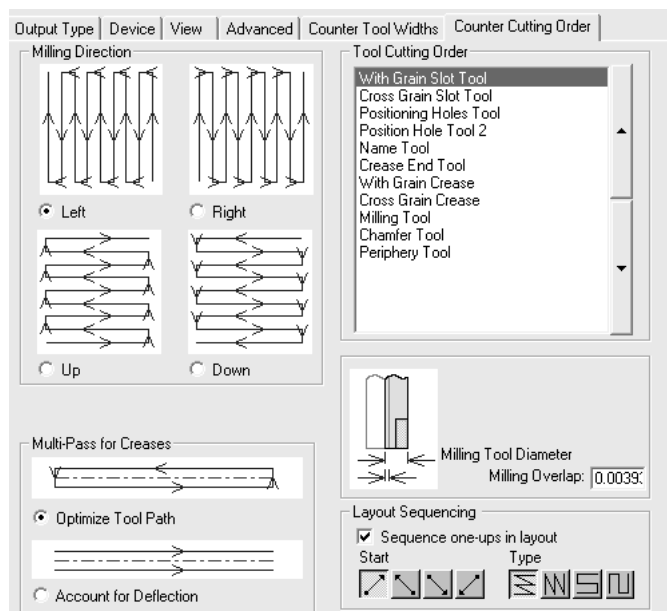 Output Type | Device | View | Advanced | Counter Tool Widths | Counter Cutting Order
Milling Direction
Left
Right
Up
Down
Multi-Pass for Creases
Optimize Tool Path
Account for Deflection
Tool Cutting Order
With Grain Slot Tool
Cross Grain Slot Tool
Positioning Holes Tool
Position Hole Tool 2
Name Tool
Crease End Tool
With Grain Crease
Cross Grain Crease
Milling Tool
Chamfer Tool
Periphery Tool
Milling Tool Diameter
Milling Overlap:
Layout Sequencing
Sequence one-ups in layout
Start Type